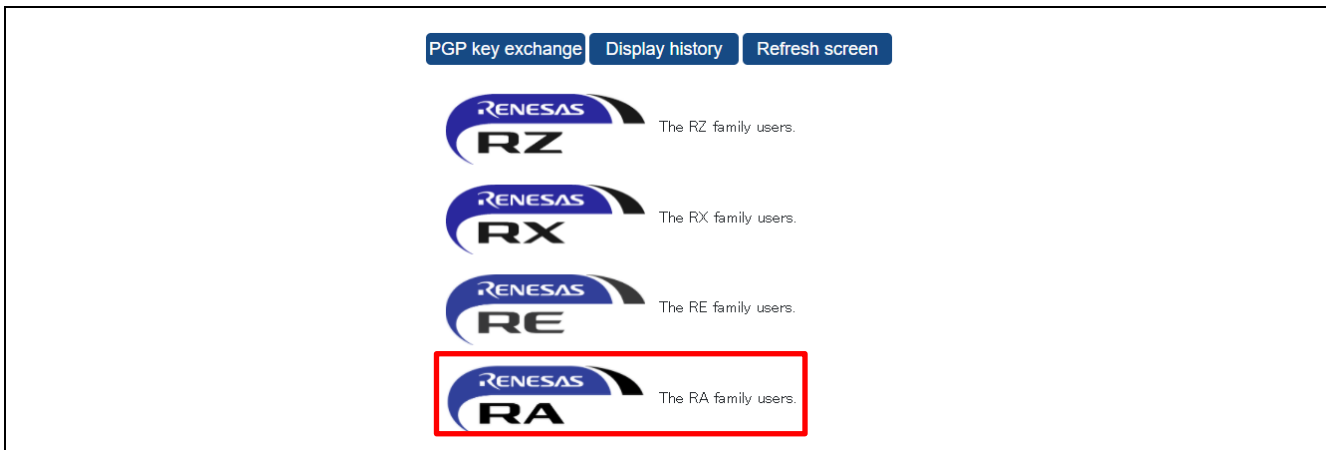 PGP key exchange Display history Refresh screen
RENESAS
RZ
The RZ family users.
RENESAS
RX
The RX family users.
RENESAS
RE
The RE family users.
RENESAS
RA
The RA family users.